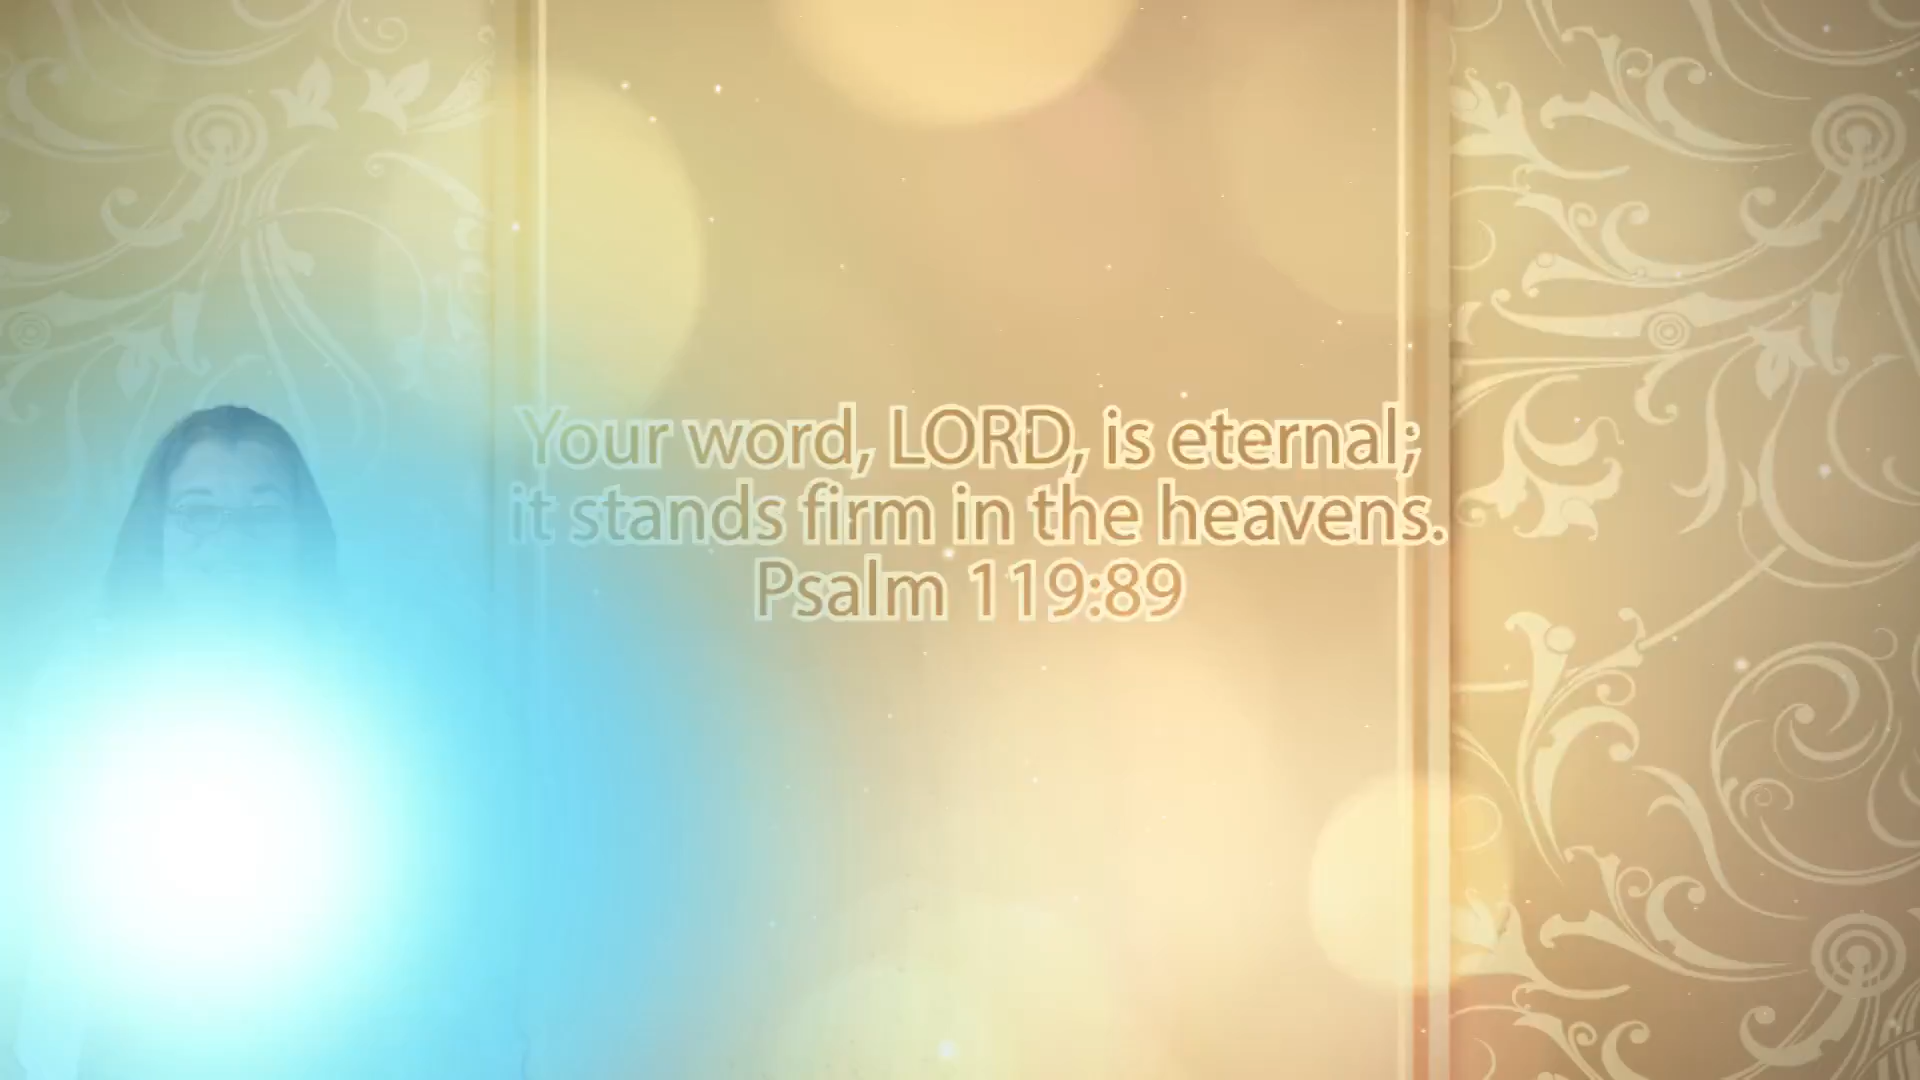 Your word, LORD, is eternal;
it stands firm in the heavens.
Psalm 119:89